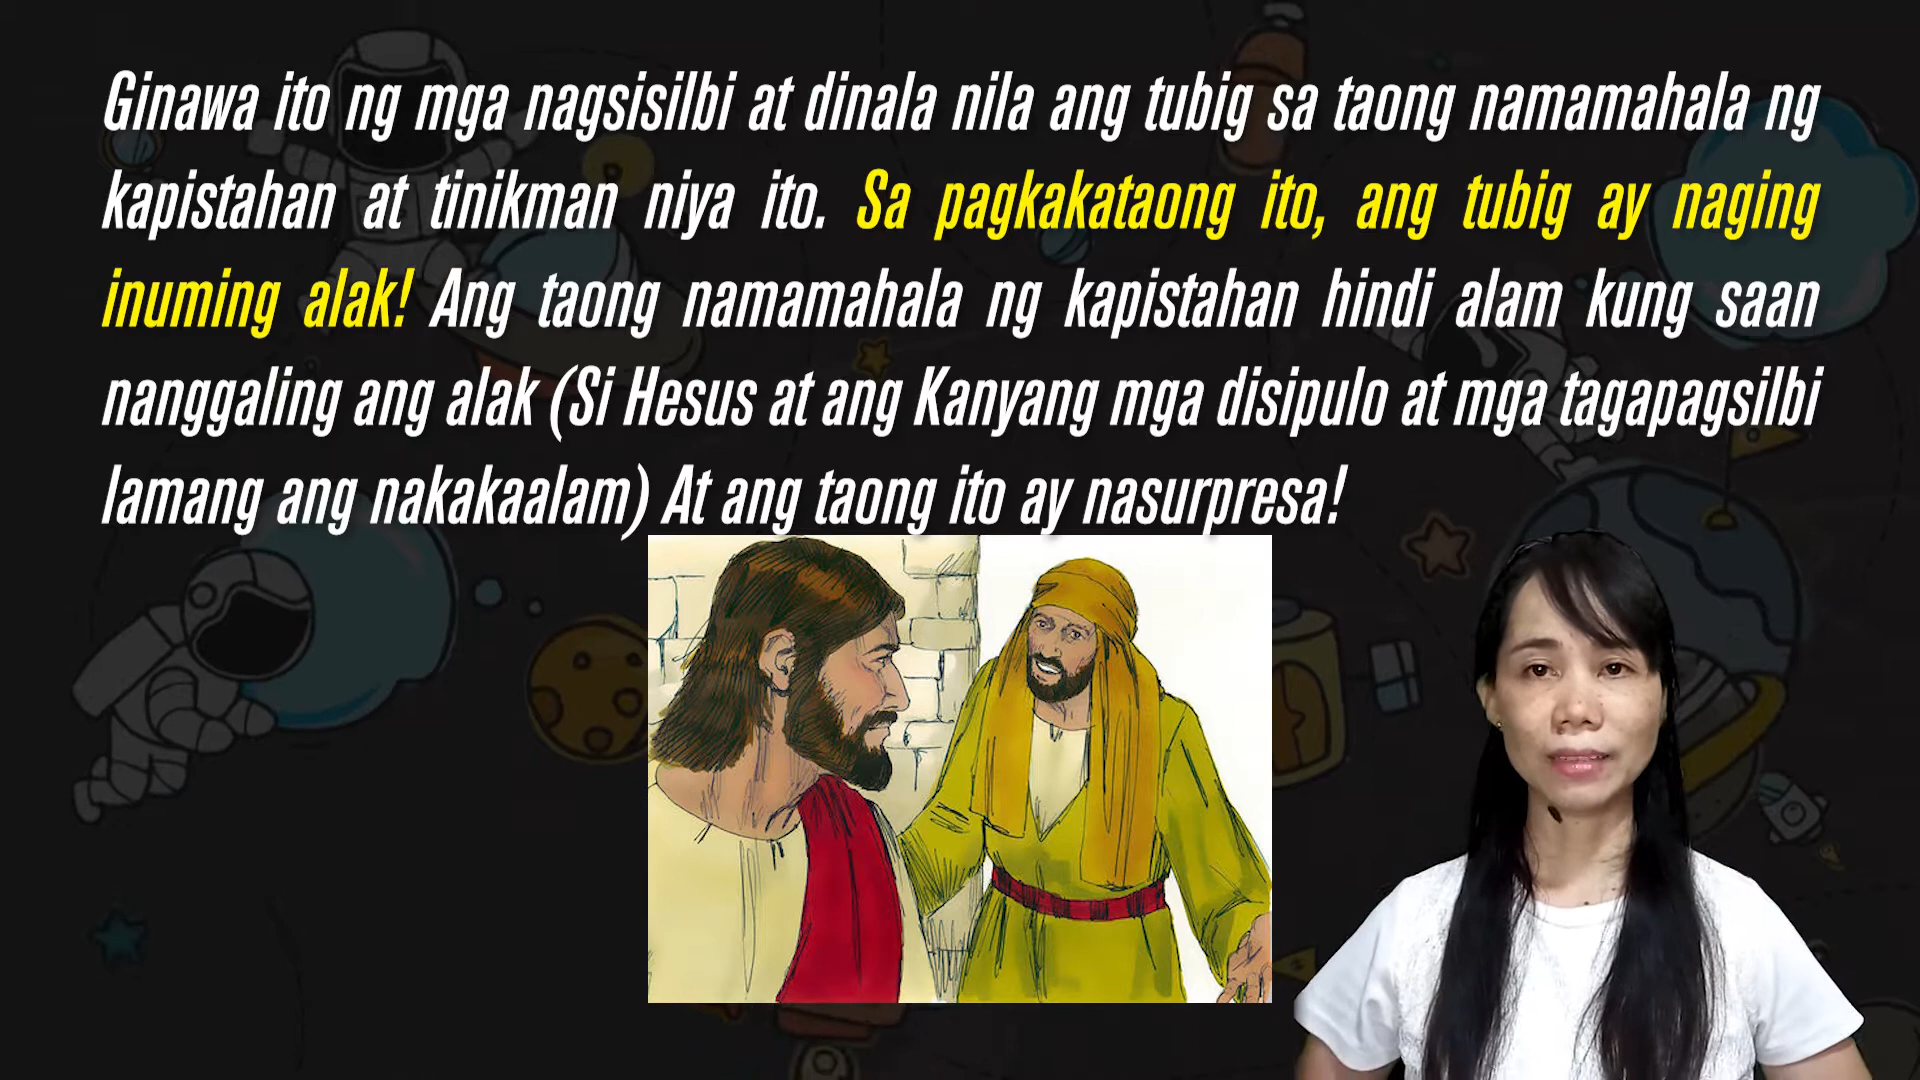 Ginawa ito ng mga nagsisilbi at dinala nila ang tubig sa taong namamahala ng
kapistahan at tinikman niya ito. Sa pagkakataong ito, ang tubig ay naging
inuming alak! Ang taong namamahala ng kapistahan hindi alam kung saan
nanggaling ang alak (Si Hesus at ang Kanyang mga disipulo at mga tagapagsilbi
lamang ang nakakaalam) At ang taong ito ay nasurpresa!